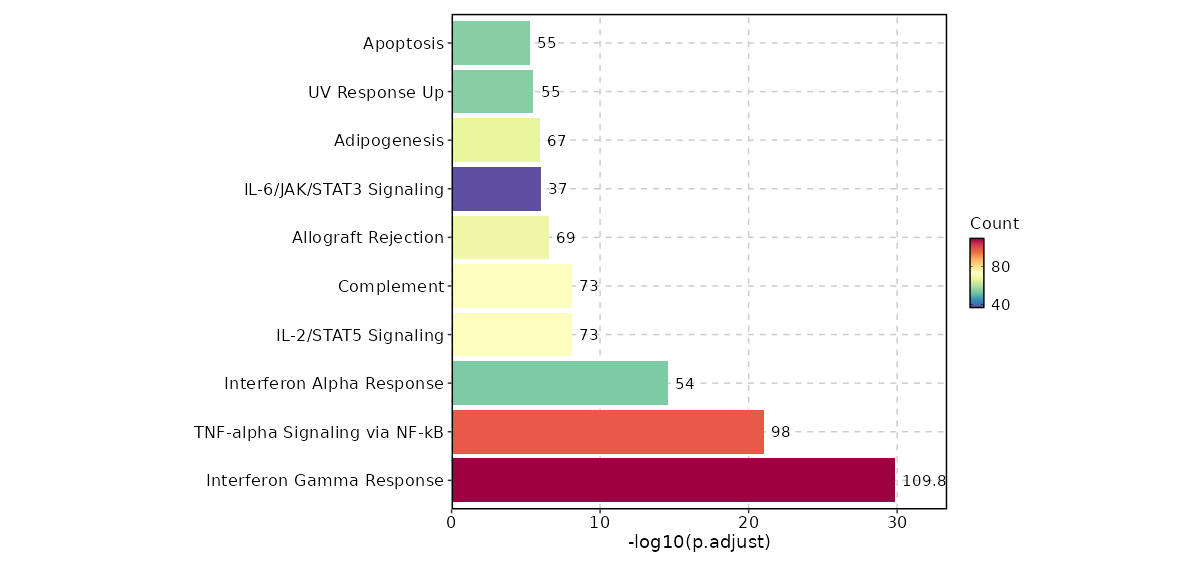 Apoptosis 55
UV Response Up 55
Adipogenesis 67
IL-6/JAK/STAT3 Signaling 37
Allograft Rejection 69
Complement 73
IL-2/STAT5 Signaling 73
Interferon Alpha Response 54
TNF-alpha Signaling via NF-kB 98
Interferon Gamma Response 109.8
0 10 20 30
-log10(p.adjust)
Count
80
40